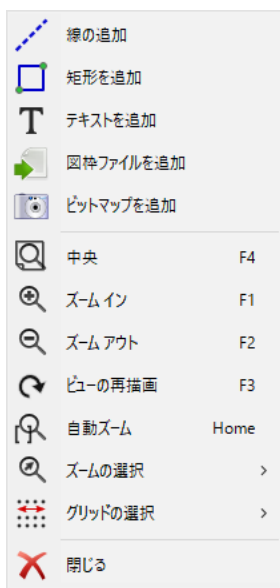 線の追加
矩形を追加
テキストを追加
図枠ファイルを追加
ビットマップを追加
中央 F4
ズーム イン F1
ズーム アウト F2
ビューの再描画 F3
自動ズーム Home
ズームの選択
グリッドの選択
閉じる